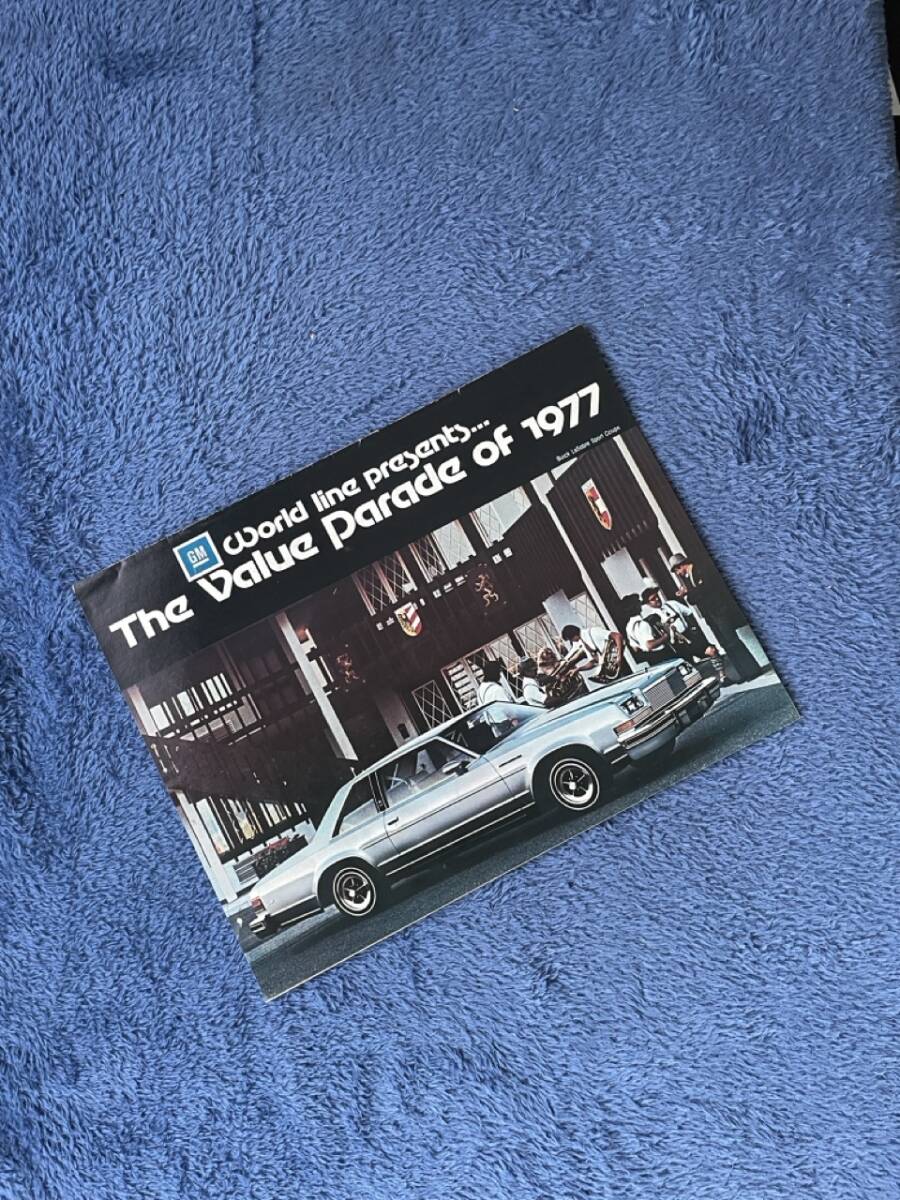 GM
World line presents...
The Value Parade of 1977
Buick LeSabre Sport Coupe